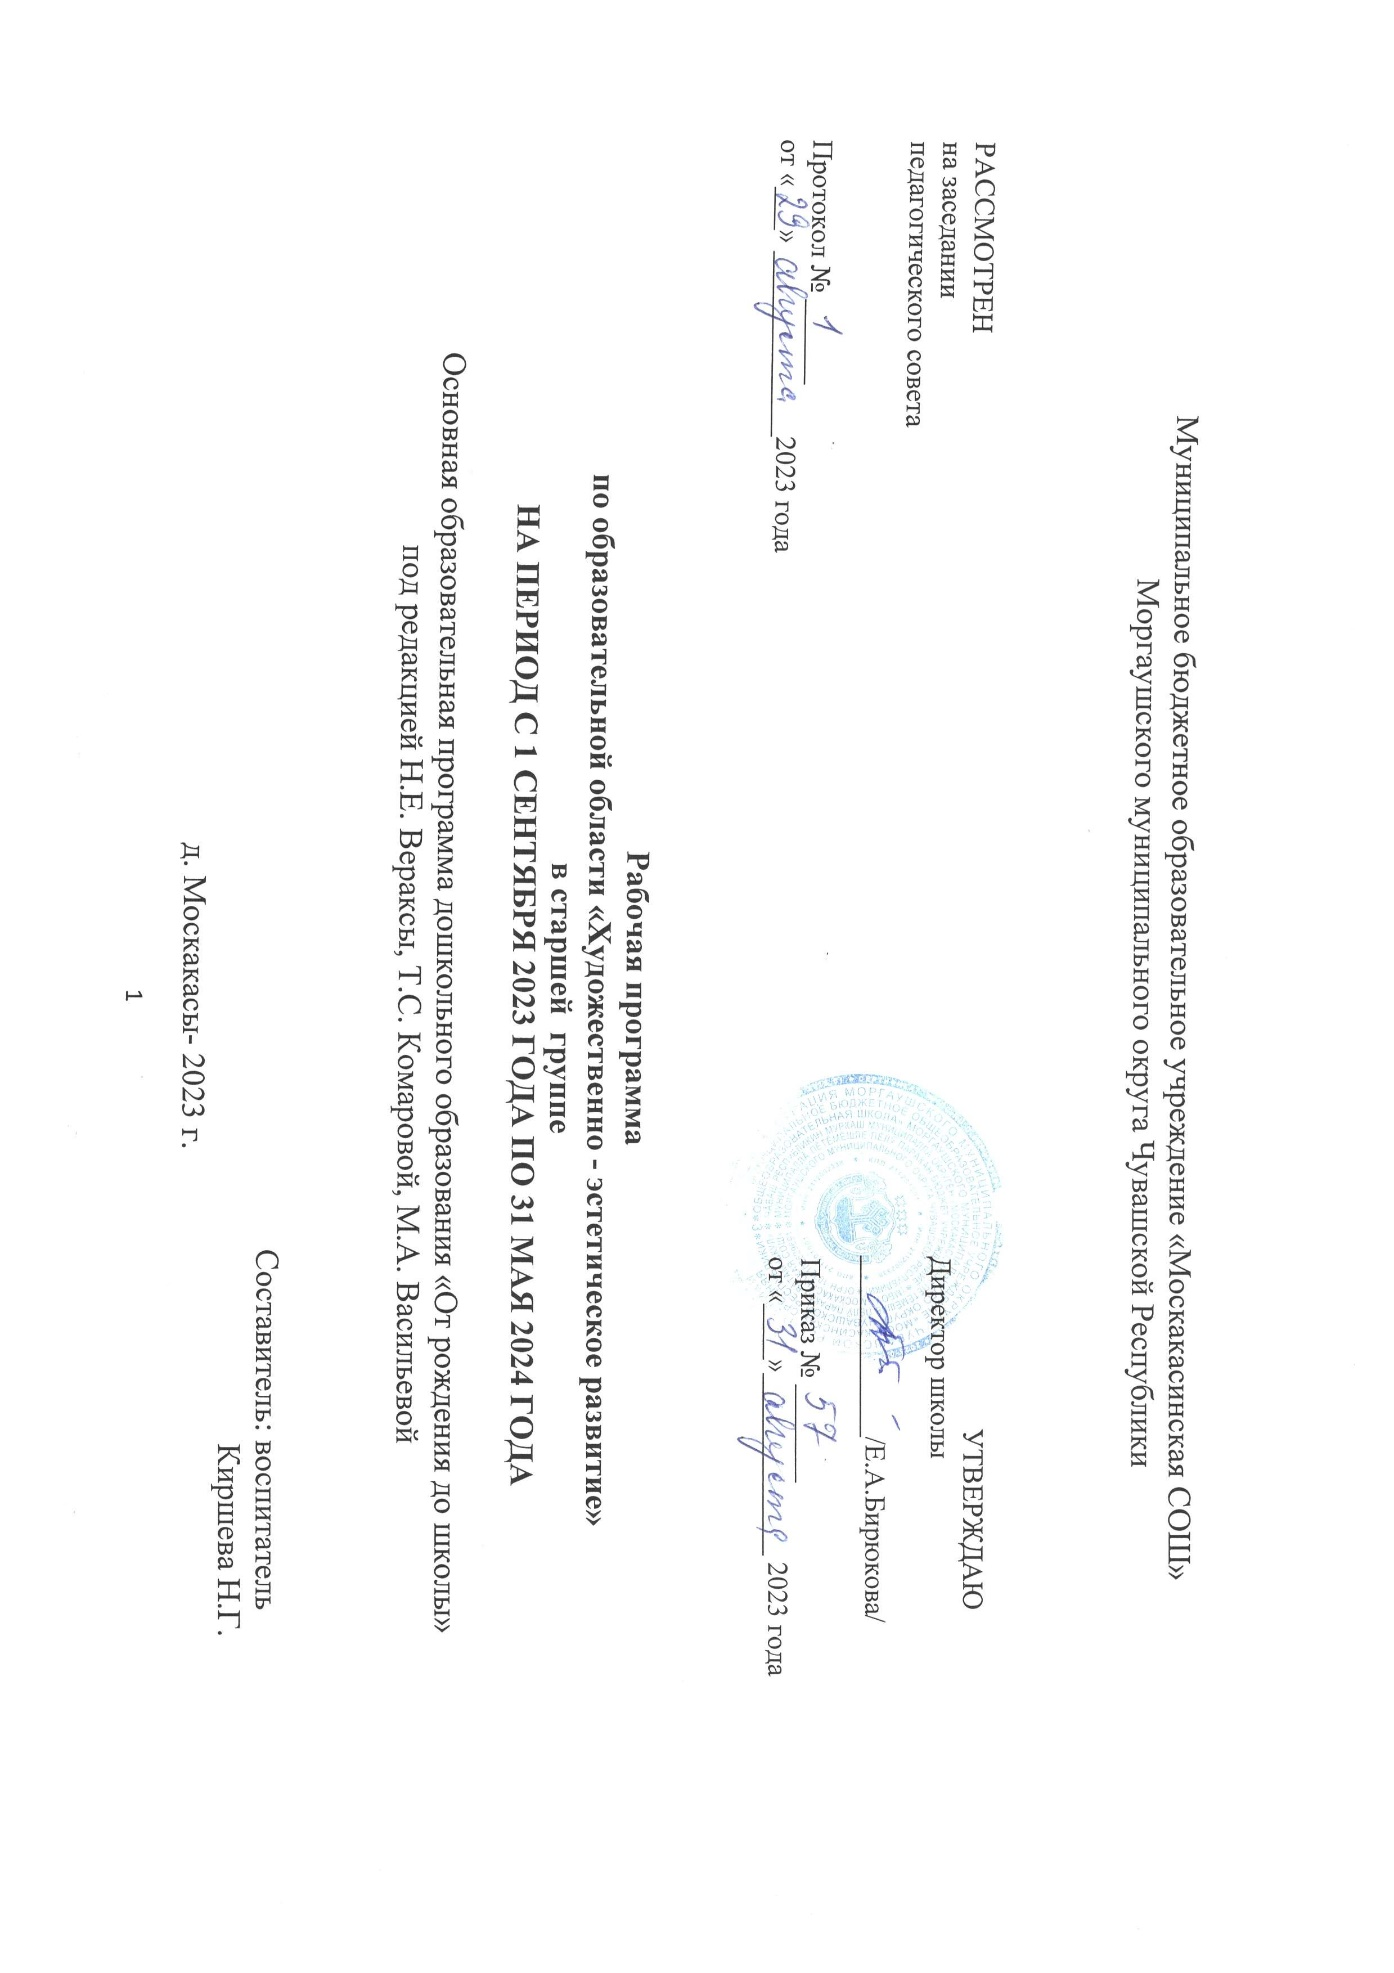 Муниципальное бюджетное образовательное учреждение «Москакасинская СОШ»
Моргаушского муниципального округа Чувашской Республики
РАССМОТРЕН
на заседании
педагогического совета
Протокол № 1
от «29» августа 2023 года
УТВЕРЖДАЮ
Директор школы
/Е.А.Бирюкова/
Приказ № 57
от «31» августа 2023 года
Рабочая программа
по образовательной области «Художественно - эстетическое развитие»
в старшей группе
НА ПЕРИОД С 1 СЕНТЯБРЯ 2023 ГОДА ПО 31 МАЯ 2024 ГОДА
Основная образовательная программа дошкольного образования «От рождения до школы»
под редакцией Н.Е. Вераксы, Т.С. Комаровой, М.А. Васильевой
Составитель: воспитатель
Киршева Н.Г.
д. Москакасы- 2023 г.
1